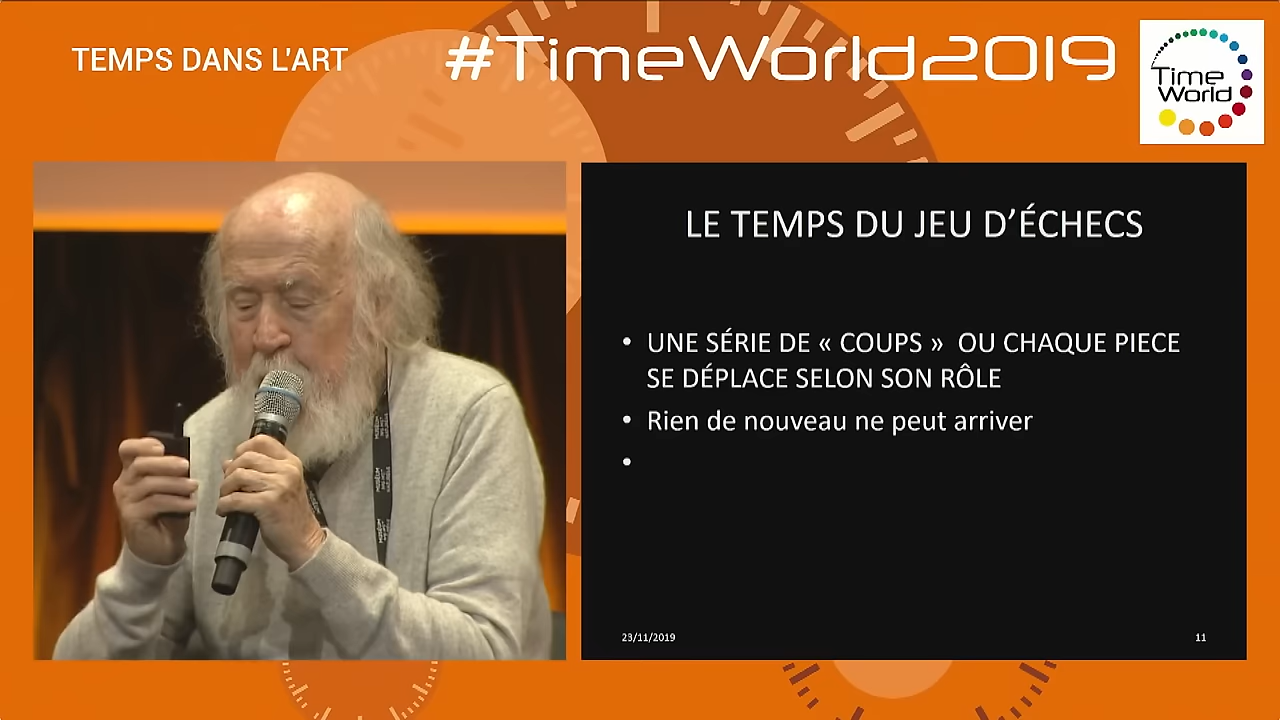 TEMPS DANS L'ART
#TimeWorld2019
Time
World
LE TEMPS DU JEU D’ÉCHECS
• UNE SÉRIE DE « COUPS »  OU CHAQUE PIECE
SE DÉPLACE SELON SON RÔLE
• Rien de nouveau ne peut arriver
•
23/11/2019
11